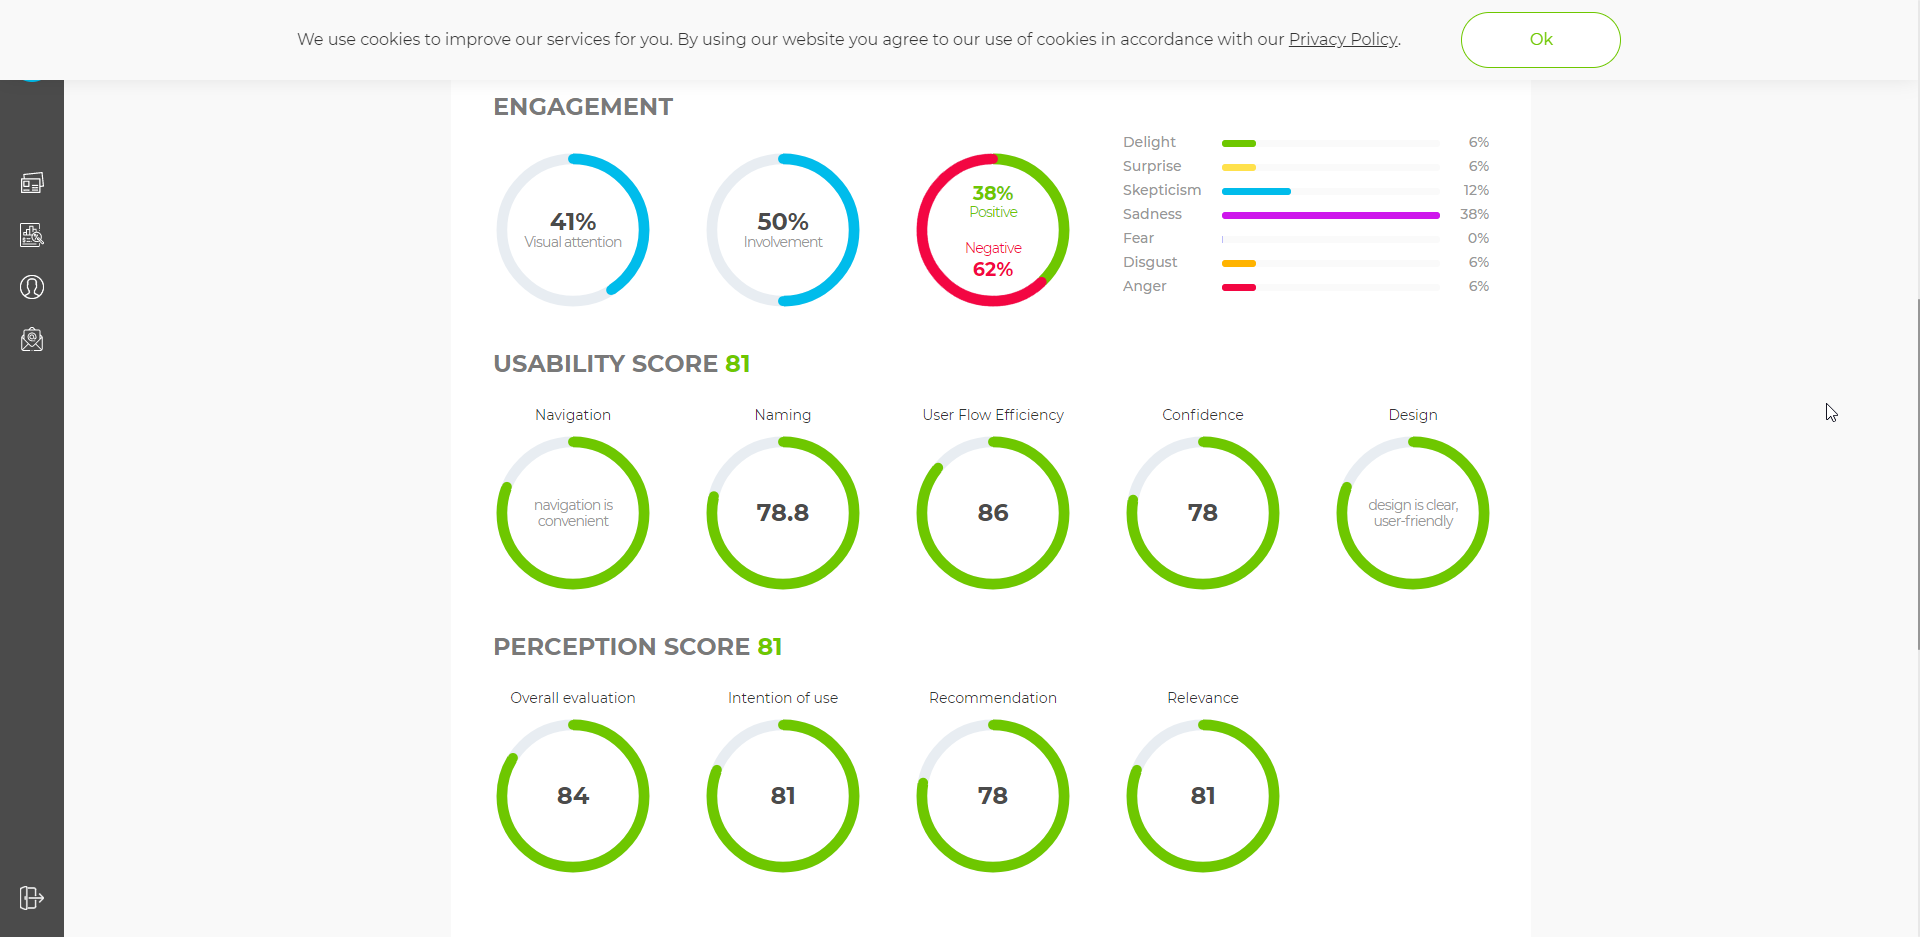 We use cookies to improve our services for you. By using our website you agree to our use of cookies in accordance with our Privacy Policy.
Ok
ENGAGEMENT
41%
Visual attention
50%
Involvement
38%
Positive
Negative
62%
Delight 6%
Surprise 6%
Skepticism 12%
Sadness 38%
Fear 0%
Disgust 6%
Anger 6%
USABILITY SCORE 81
Navigation
navigation is
convenient
Naming
78.8
User Flow Efficiency
86
Confidence
78
Design
design is clear,
user-friendly
PERCEPTION SCORE 81
Overall evaluation
84
Intention of use
81
Recommendation
78
Relevance
81